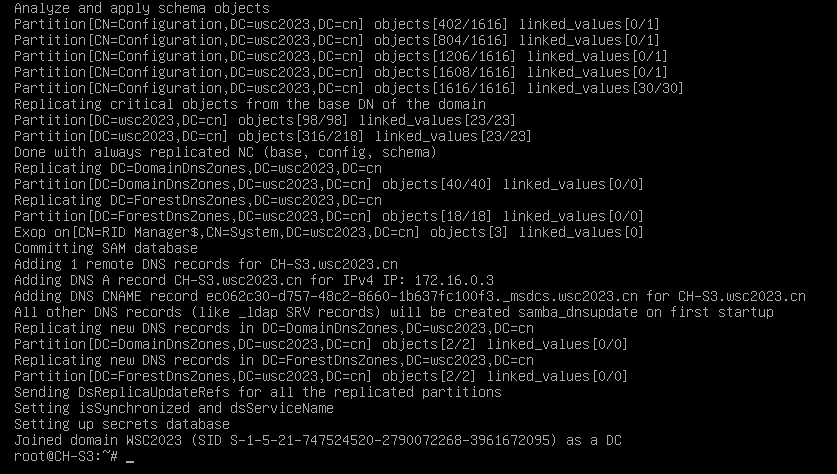 Analyze and apply schema objects
Partition[CN=Configuration,DC=wsc2023,DC=cn] objects[402/1616] linked_values[0/1]
Partition[CN=Configuration,DC=wsc2023,DC=cn] objects[804/1616] linked_values[0/1]
Partition[CN=Configuration,DC=wsc2023,DC=cn] objects[1206/1616] linked_values[0/1]
Partition[CN=Configuration,DC=wsc2023,DC=cn] objects[1608/1616] linked_values[0/1]
Partition[CN=Configuration,DC=wsc2023,DC=cn] objects[1616/1616] linked_values[30/30]
Replicating critical objects from the base DN of the domain
Partition[DC=wsc2023,DC=cn] objects[98/98] linked_values[23/23]
Partition[DC=wsc2023,DC=cn] objects[316/218] linked_values[23/23]
Done with always replicated NC (base, config, schema)
Replicating DC=DomainDnsZones,DC=wsc2023,DC=cn
Partition[DC=DomainDnsZones,DC=wsc2023,DC=cn] objects[40/40] linked_values[0/0]
Replicating DC=ForestDnsZones,DC=wsc2023,DC=cn
Partition[DC=ForestDnsZones,DC=wsc2023,DC=cn] objects[18/18] linked_values[0/0]
Exop on[CN=RID Manager$,CN=System,DC=wsc2023,DC=cn] objects[3] linked_values[0]
Committing SAM database
Adding 1 remote DNS records for CH-S3.wsc2023.cn
Adding DNS A record CH-S3.wsc2023.cn for IPv4 IP: 172.16.0.3
Adding DNS CNAME record ec062c30-d757-48c2-8660-1b637fc100f3._msdcs.wsc2023.cn for CH-S3.wsc2023.cn
All other DNS records (like _ldap SRV records) will be created samba_dnsupdate on first startup
Replicating new DNS records in DC=DomainDnsZones,DC=wsc2023,DC=cn
Partition[DC=DomainDnsZones,DC=wsc2023,DC=cn] objects[2/2] linked_values[0/0]
Replicating new DNS records in DC=ForestDnsZones,DC=wsc2023,DC=cn
Partition[DC=ForestDnsZones,DC=wsc2023,DC=cn] objects[2/2] linked_values[0/0]
Sending DsReplicaUpdateRefs for all the replicated partitions
Setting isSynchronized and dsServiceName
Setting up secrets database
Joined domain WSC2023 (SID S-1-5-21-747524520-2790072268-3961672095) as a DC
root@CH-S3:~# _